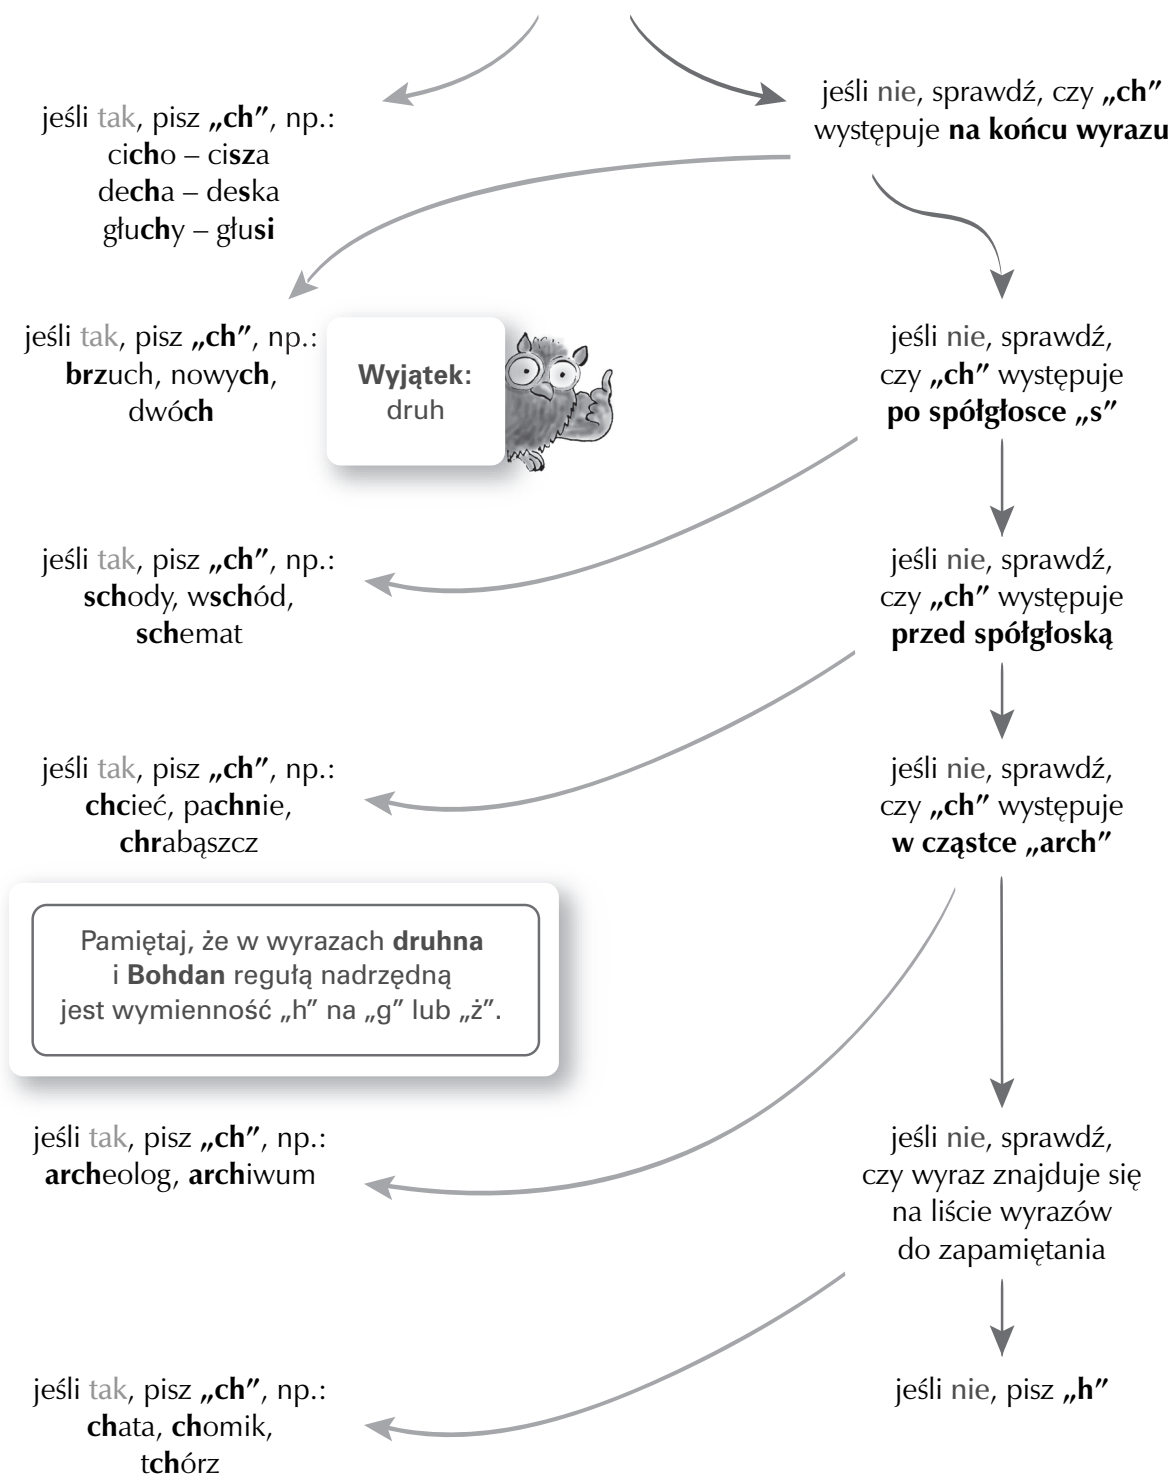 jeśli tak, pisz „ch”, np.:
cicho – cisza
decha – deska
głuchy – głusi
jeśli nie, sprawdź, czy „ch”
występuje na końcu wyrazu
jeśli tak, pisz „ch”, np.:
brzuch, nowych,
dwóch
Wyjątek:
druh
jeśli nie, sprawdź,
czy „ch” występuje
po spółgłosce „s”
jeśli tak, pisz „ch”, np.:
schody, wschód,
schemat
jeśli nie, sprawdź,
czy „ch” występuje
przed spółgłoską
jeśli tak, pisz „ch”, np.:
chcieć, pachnie,
chrabąszcz
jeśli nie, sprawdź,
czy „ch” występuje
w cząstce „arch”
Pamiętaj, że w wyrazach druhna
i Bohdan regułą nadrzędną
jest wymienność „h” na „g” lub „ż”.
jeśli tak, pisz „ch”, np.:
archeolog, archiwum
jeśli nie, sprawdź,
czy wyraz znajduje się
na liście wyrazów
do zapamiętania
jeśli tak, pisz „ch”, np.:
chata, chomik,
tchórz
jeśli nie, pisz „h”